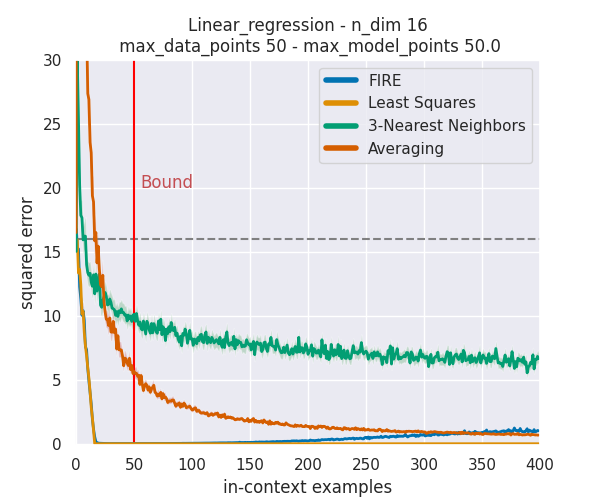 Linear_regression - n_dim 16
max_data_points 50 - max_model_points 50.0
30
25
20
15
10
5
0
squared error
FIRE
Least Squares
3-Nearest Neighbors
Averaging
Bound
0 50 100 150 200 250 300 350 400
in-context examples